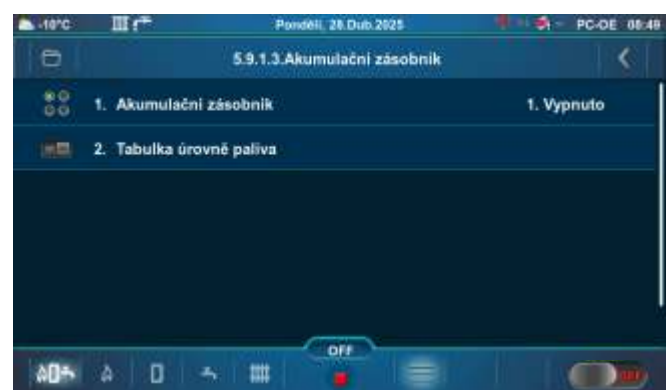 -10°C Pondělí, 28.Dub.2025 PC-OE 08:48
5.9.1.3.Akumulační zásobník
1. Akumulační zásobník 1. Vypnuto
2. Tabulka úrovně paliva
OFF
OFF